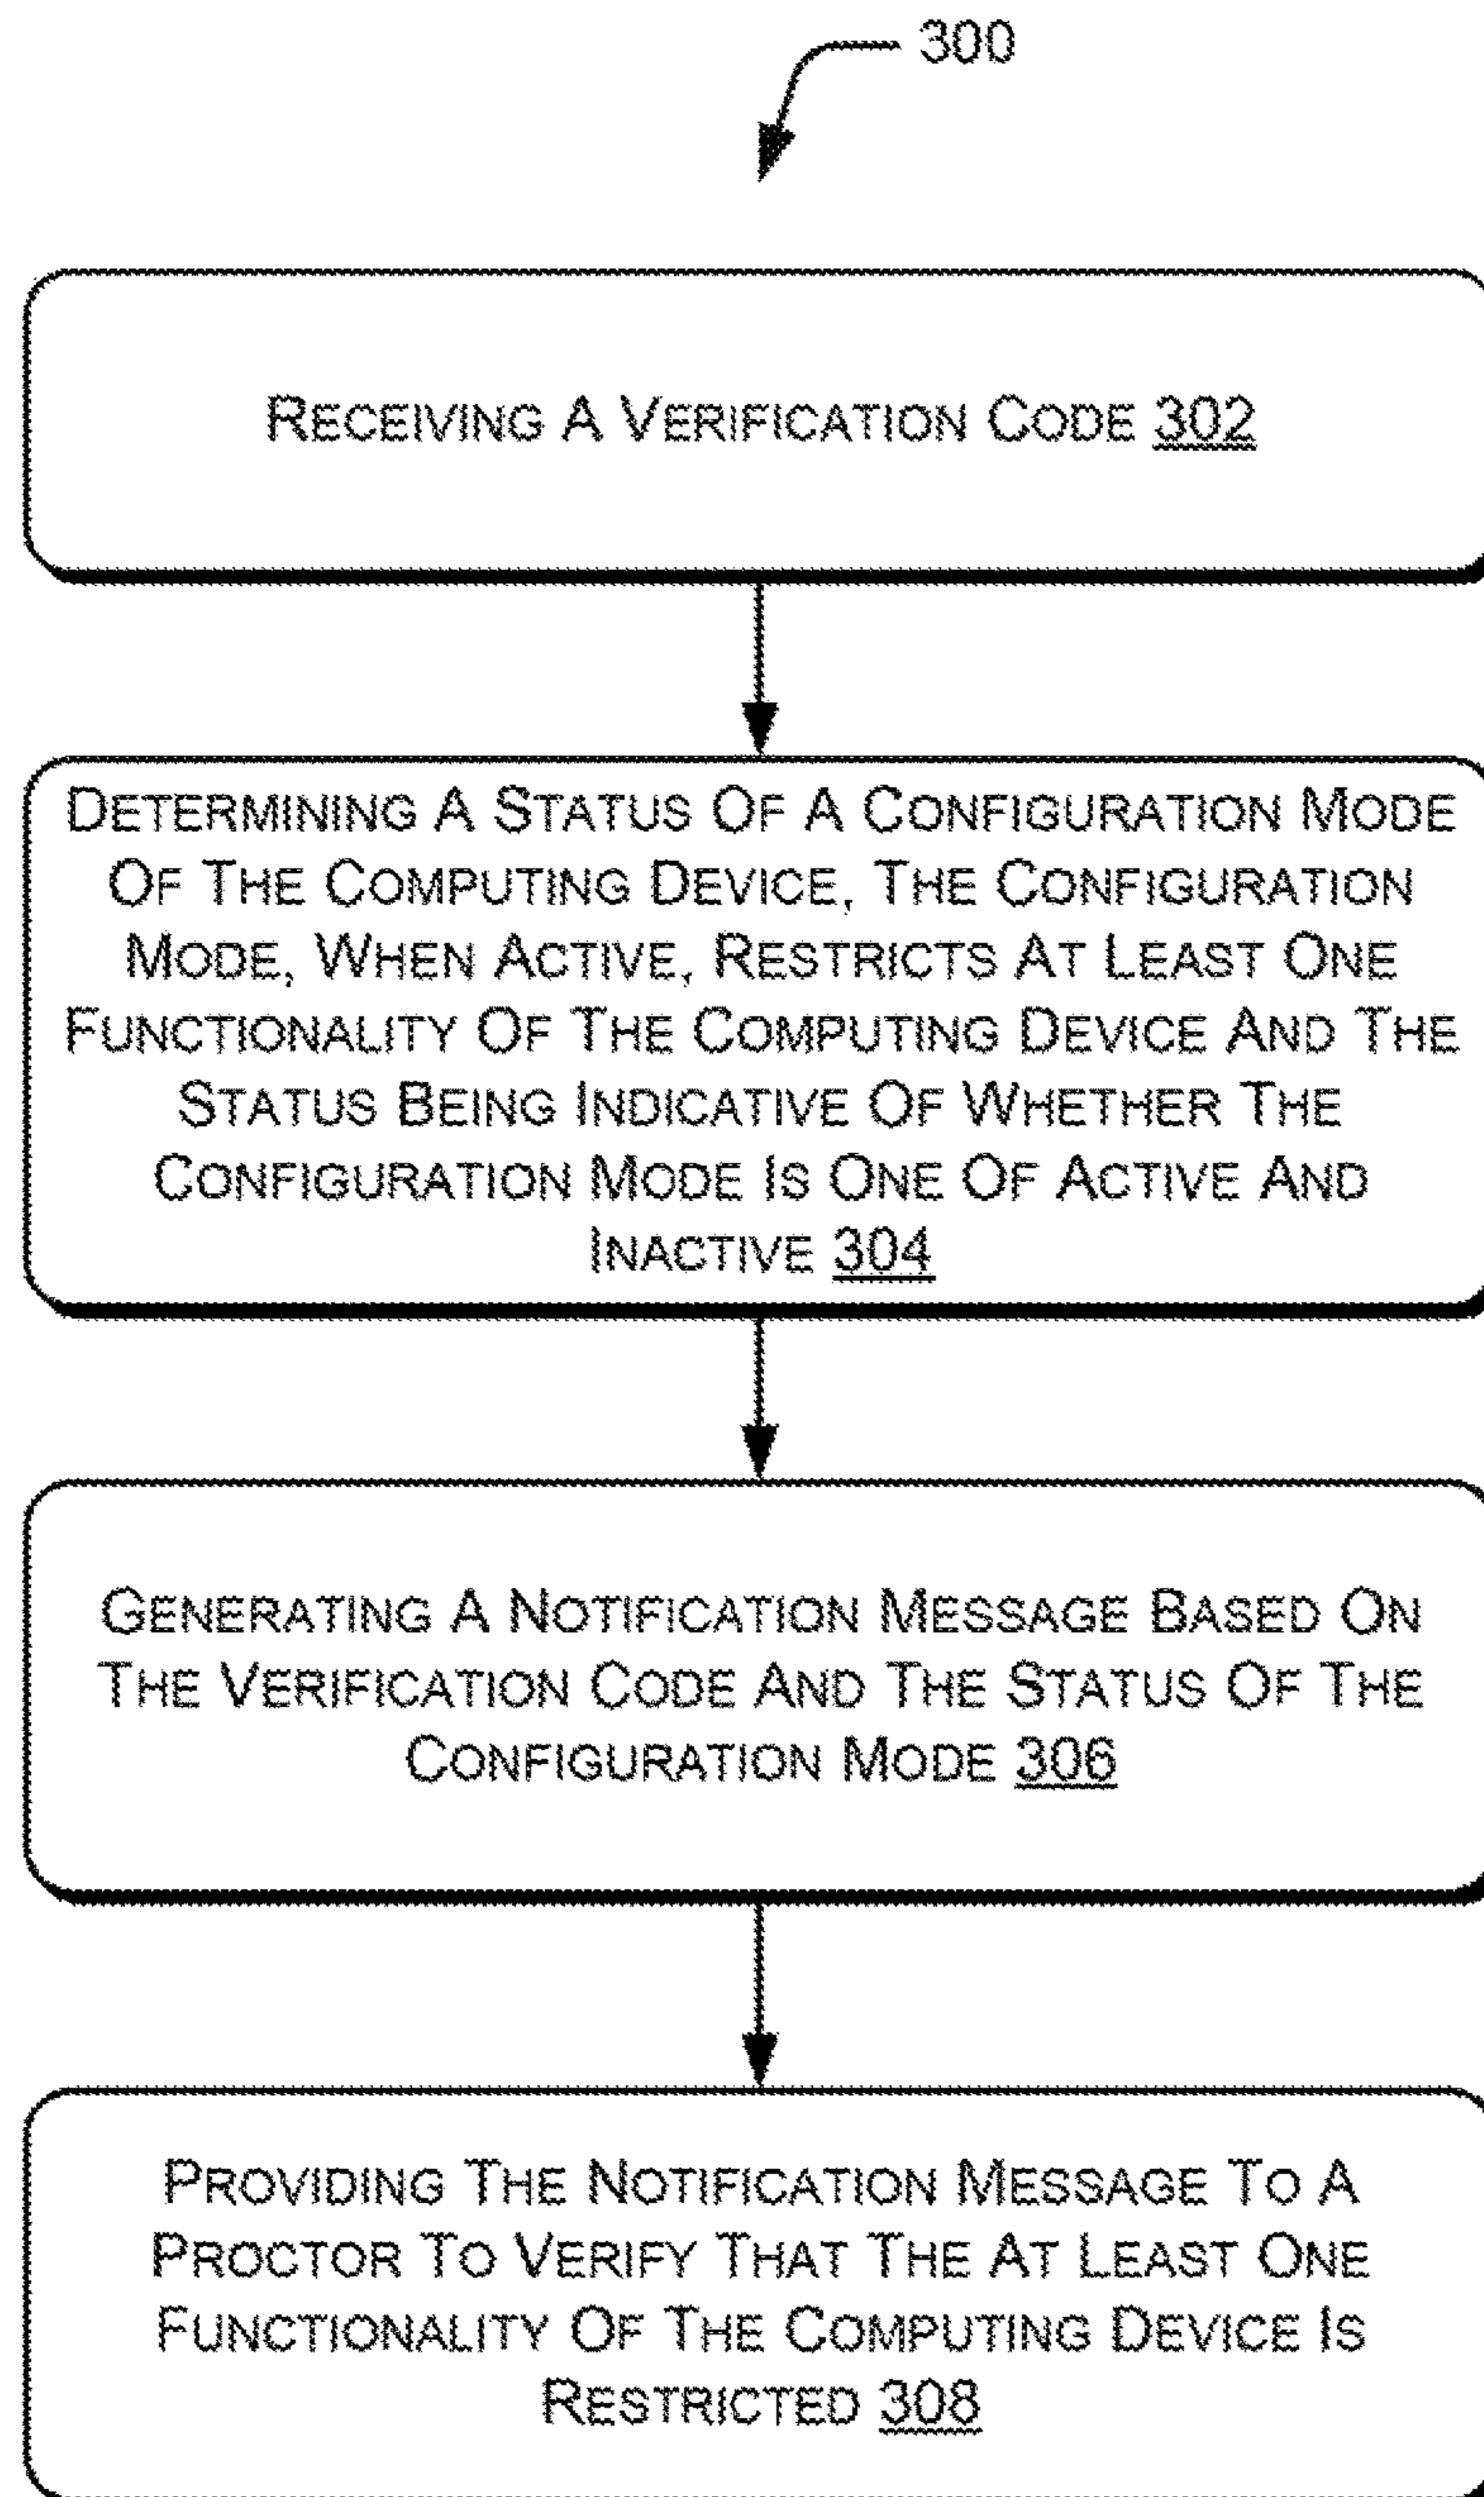 300
RECEIVING A VERIFICATION CODE 302
DETERMINING A STATUS OF A CONFIGURATION MODE
OF THE COMPUTING DEVICE, THE CONFIGURATION
MODE, WHEN ACTIVE, RESTRICTS AT LEAST ONE
FUNCTIONALITY OF THE COMPUTING DEVICE AND THE
STATUS BEING INDICATIVE OF WHETHER THE
CONFIGURATION MODE IS ONE OF ACTIVE AND
INACTIVE 304
GENERATING A NOTIFICATION MESSAGE BASED ON
THE VERIFICATION CODE AND THE STATUS OF THE
CONFIGURATION MODE 306
PROVIDING THE NOTIFICATION MESSAGE TO A
PROCTOR TO VERIFY THAT THE AT LEAST ONE
FUNCTIONALITY OF THE COMPUTING DEVICE IS
RESTRICTED 308